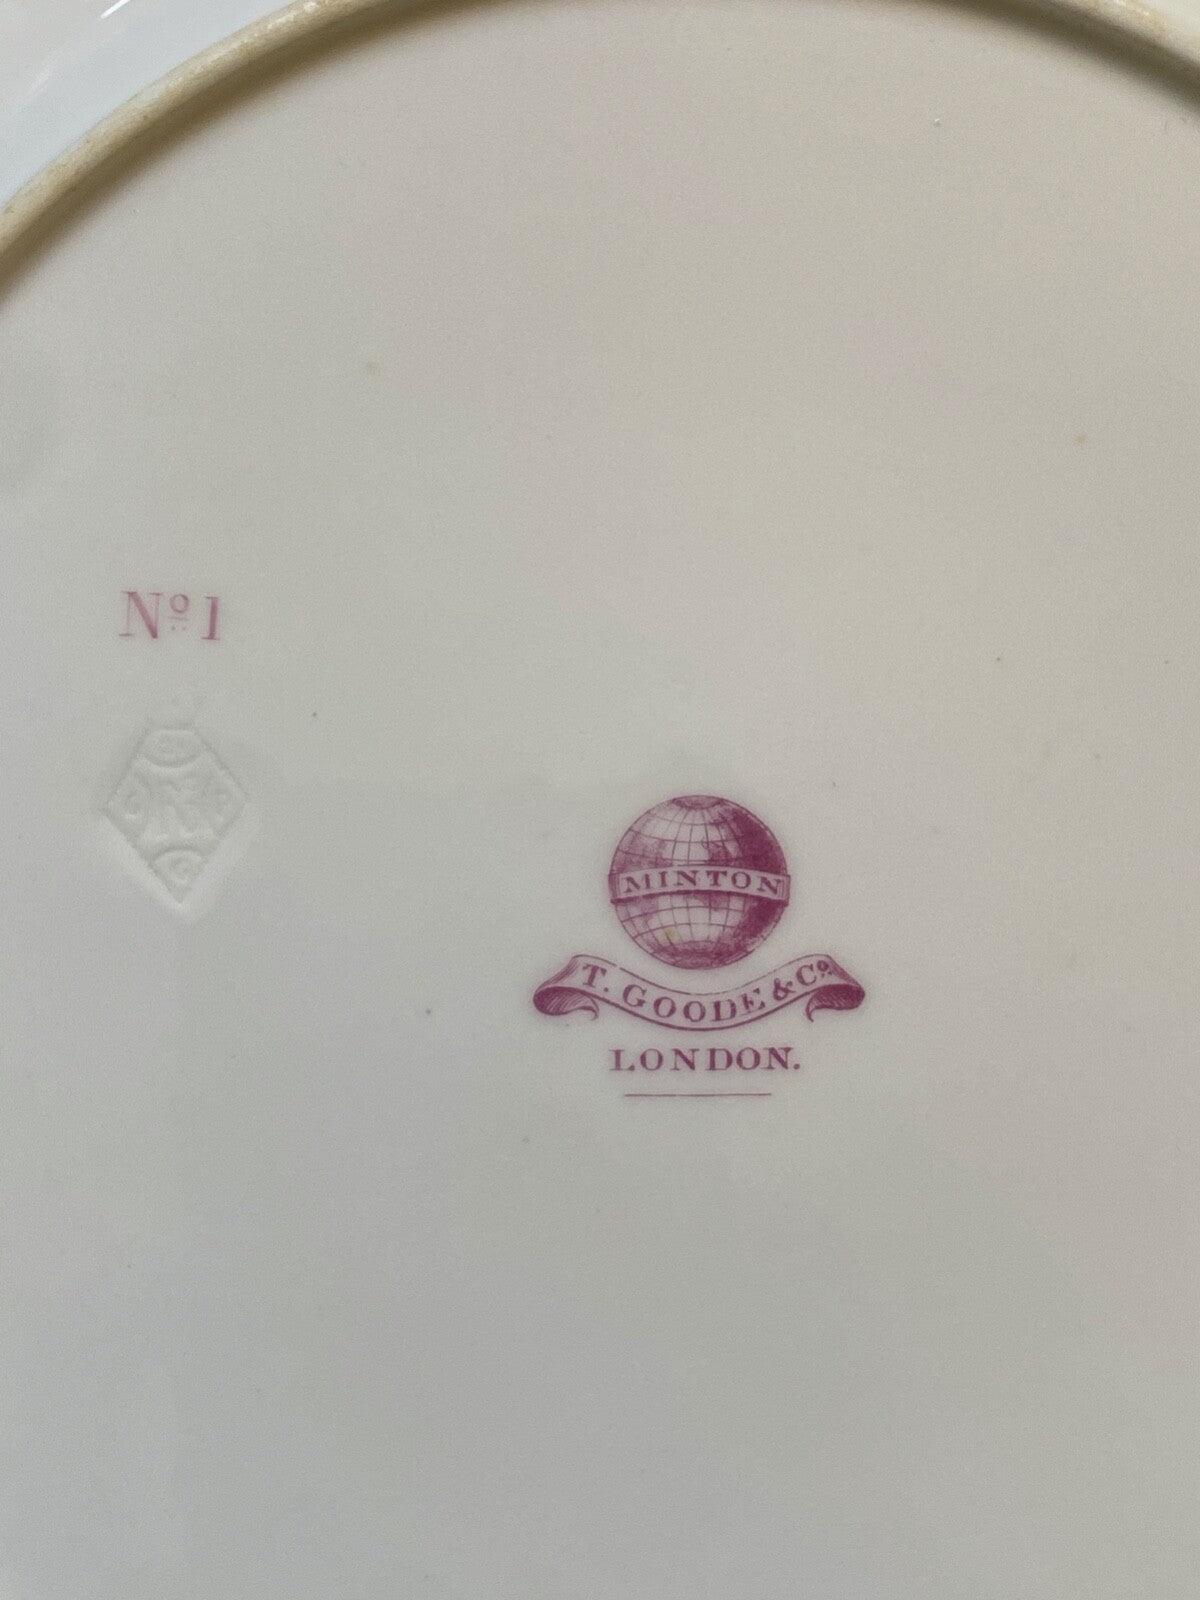 Nº 1
R
MINTON
T. GOODE & Cº
LONDON.